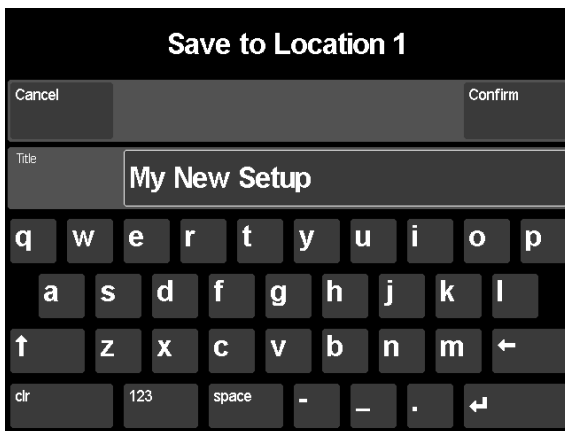 Save to Location 1
Cancel Confirm
Title My New Setup
q w e r t y u i o p
a s d f g h j k l
↑ z x c v b n m ←
clr 123 space - _ . ↵